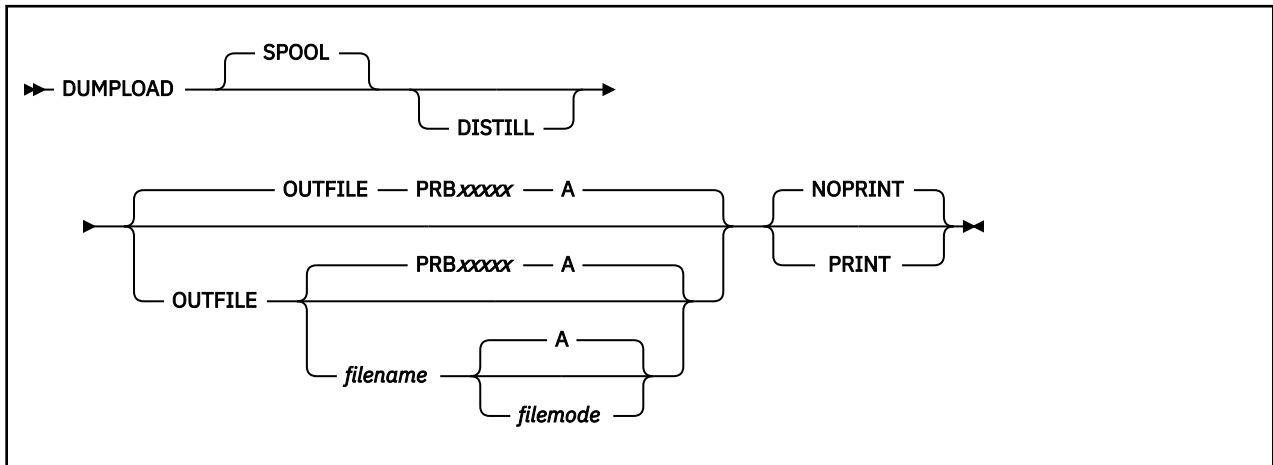 SPOOL
DUMPLOAD
DISTILL
OUTFILE PRBxxxxx A
NOPRINT
PRBxxxxx A
PRINT
OUTFILE
A
filename
filemode